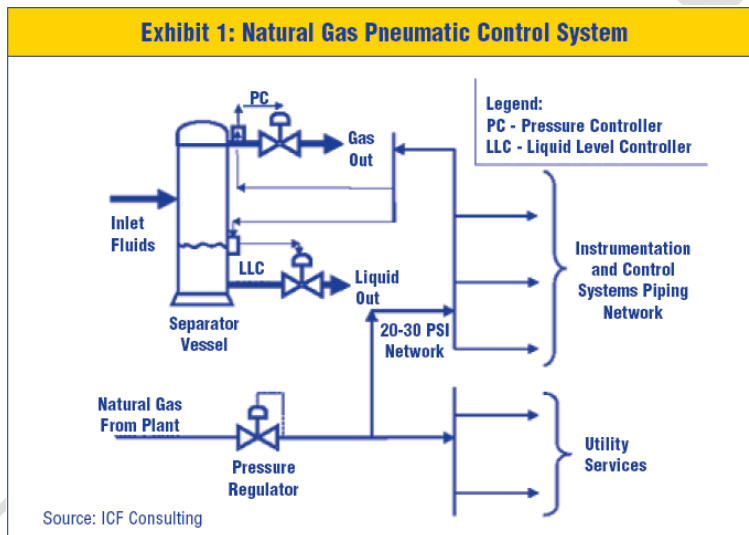 Exhibit 1: Natural Gas Pneumatic Control System
PC
Gas
Out
Legend:
PC - Pressure Controller
LLC - Liquid Level Controller
Inlet
Fluids
LLC
Liquid
Out
Separator
Vessel
20-30 PSI
Network
Instrumentation
and Control
Systems Piping
Network
Natural Gas
From Plant
Pressure
Regulator
Utility
Services
Source: ICF Consulting